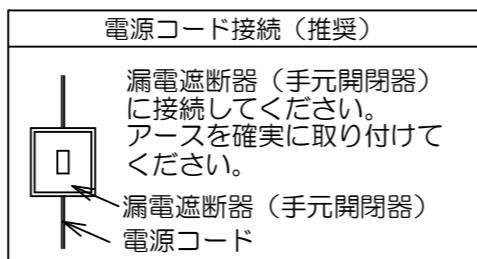 電源コード接続（推奨）
漏電遮断器（手元開閉器）
に接続してください。
アースを確実に取り付けて
ください。
漏電遮断器（手元開閉器）
電源コード